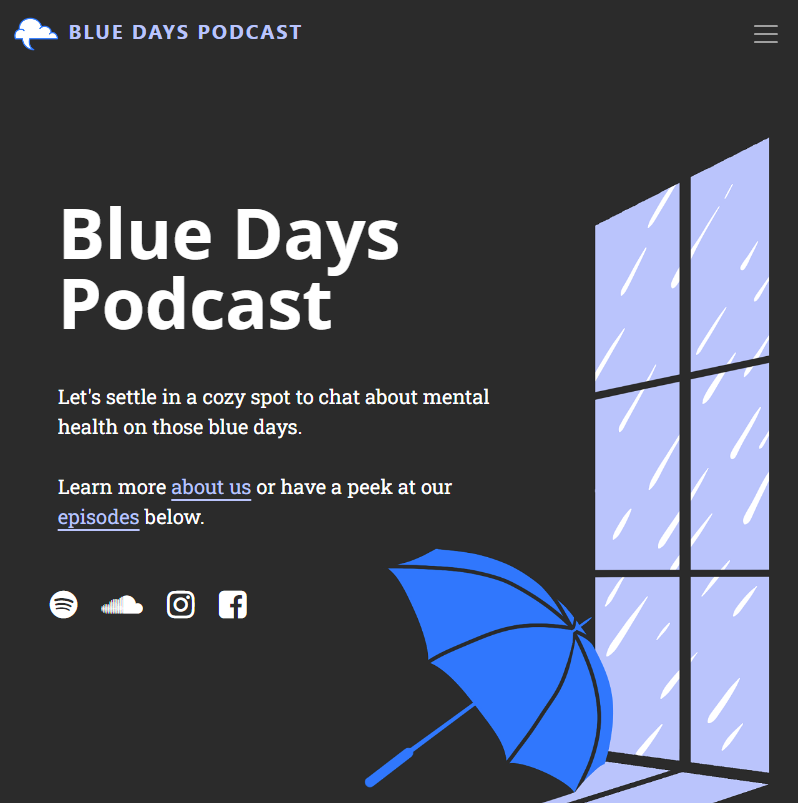 BLUE DAYS PODCAST
Blue Days
Podcast
Let's settle in a cozy spot to chat about mental
health on those blue days.
Learn more about us or have a peek at our
episodes below.